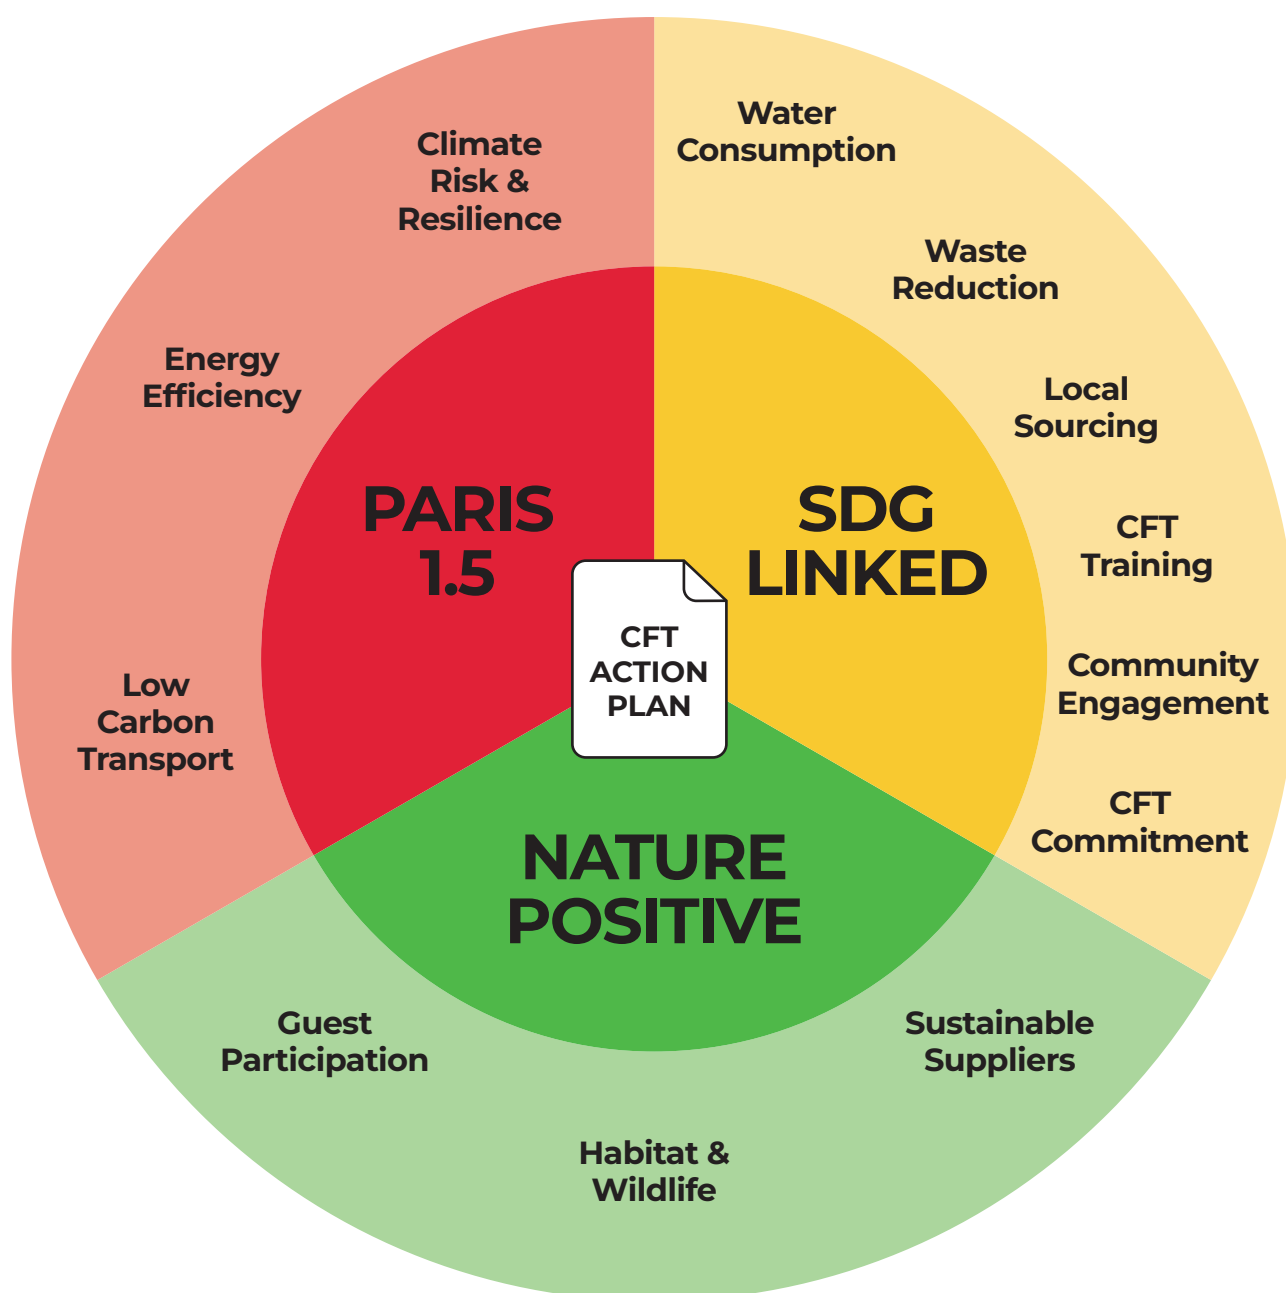 Climate
Risk &
Resilience
Energy
Efficiency
Low
Carbon
Transport
PARIS
1.5
Water
Consumption
Waste
Reduction
Local
Sourcing
CFT
Training
Community
Engagement
CFT
Commitment
SDG
LINKED
CFT
ACTION
PLAN
NATURE
POSITIVE
Guest
Participation
Habitat &
Wildlife
Sustainable
Suppliers